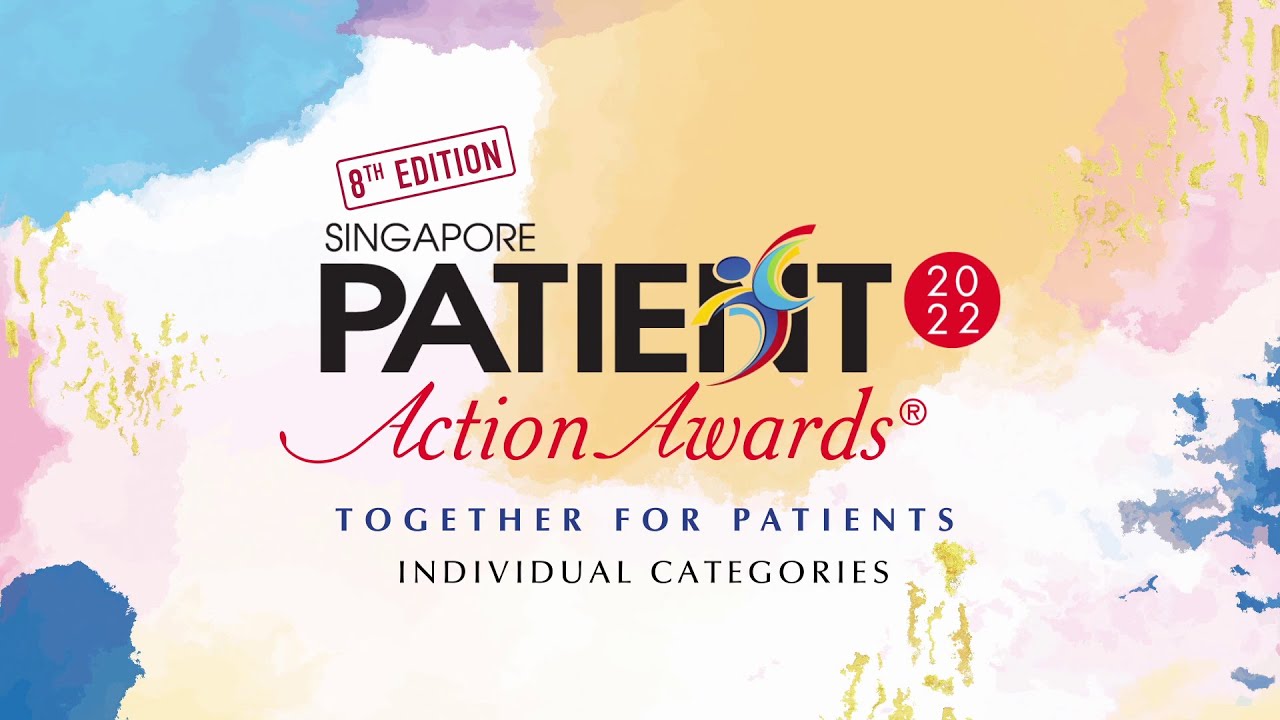 8TH EDITION
SINGAPORE
PATIENT
2022
Action Awards®
TOGETHER FOR PATIENTS
INDIVIDUAL CATEGORIES